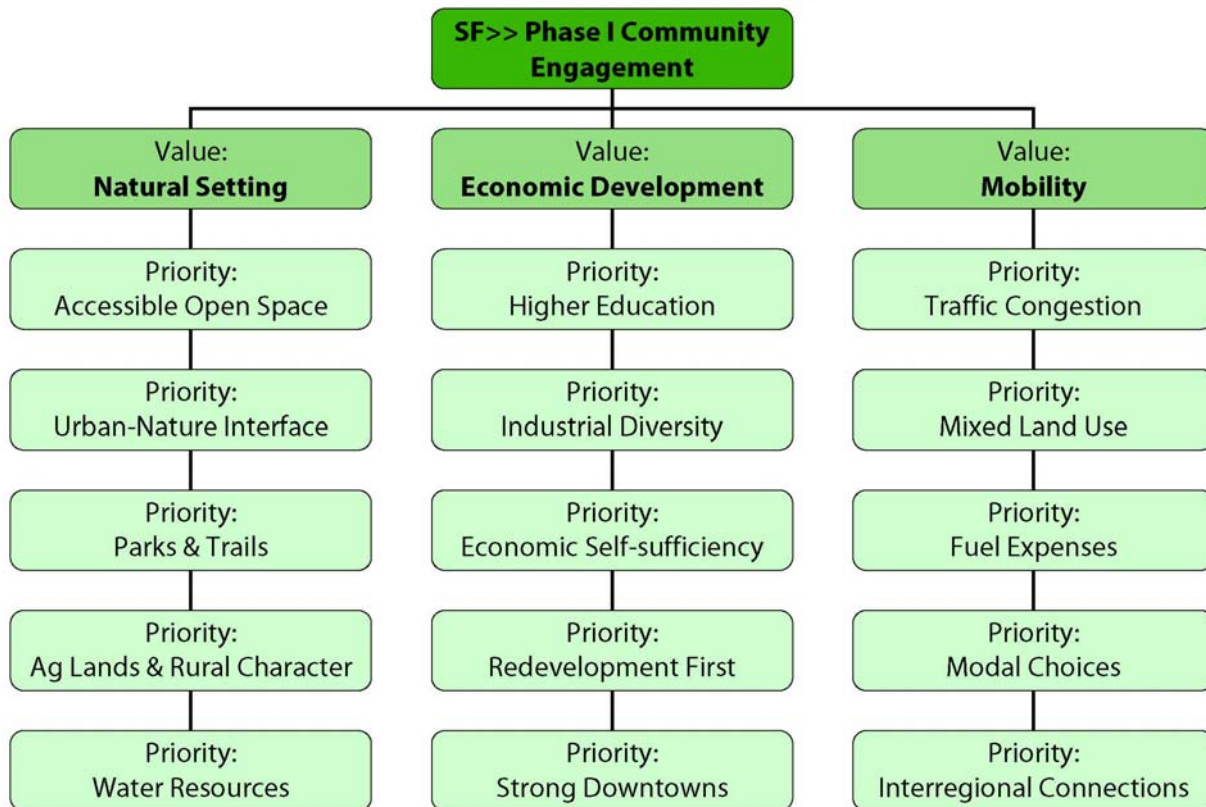 SF>> Phase I Community
Engagement
Value:
Natural Setting
Priority:
Accessible Open Space
Priority:
Urban-Nature Interface
Priority:
Parks & Trails
Priority:
Ag Lands & Rural Character
Priority:
Water Resources
Value:
Economic Development
Priority:
Higher Education
Priority:
Industrial Diversity
Priority:
Economic Self-sufficiency
Priority:
Redevelopment First
Priority:
Strong Downtowns
Value:
Mobility
Priority:
Traffic Congestion
Priority:
Mixed Land Use
Priority:
Fuel Expenses
Priority:
Modal Choices
Priority:
Interregional Connections